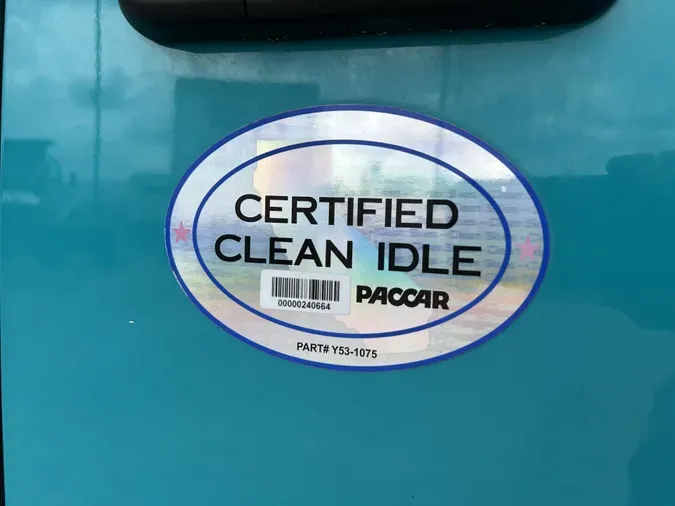 CERTIFIED
CLEAN IDLE
00000240664
PACCAR
PART# Y53-1075